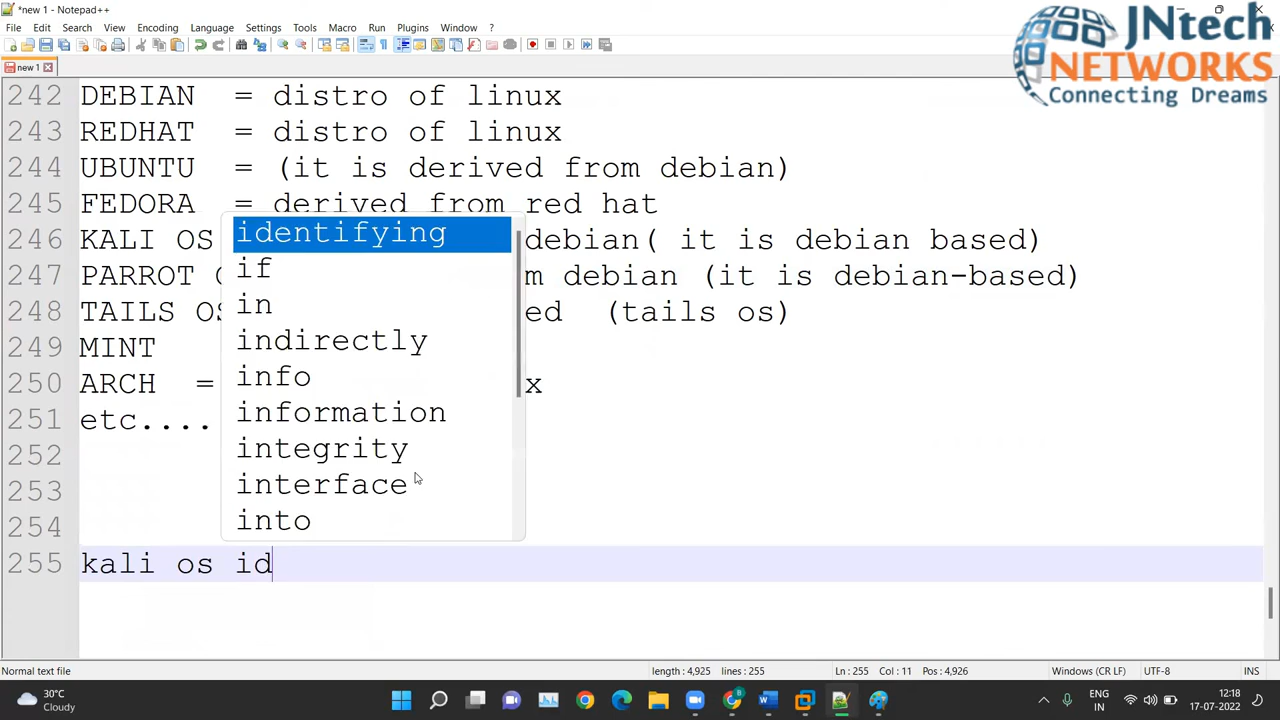 *new 1 - Notepad++
File Edit Search View Encoding Language Settings Tools Macro Run Plugins Window ?
JNtech
NETWORKS
Connecting Dreams
new 1
242 DEBIAN = distro of linux
243 REDHAT = distro of linux
244 UBUNTU = (it is derived from debian)
245 FEDORA = derived from red hat
246 KALI OS debian( it is debian based)
247 PARROT m debian (it is debian-based)
248 TAILS OS ed (tails os)
249 MINT
250 ARCH = x
251 etc....
252
253
254
255 kali os id
identifying
if
in
indirectly
info
information
integrity
interface
into
Normal text file length : 4,925 lines : 255 Ln : 255 Col : 11 Pos : 4,926 Windows (CR LF) UTF-8 INS
30°C
Cloudy
ENG
IN
12:18
17-07-2022